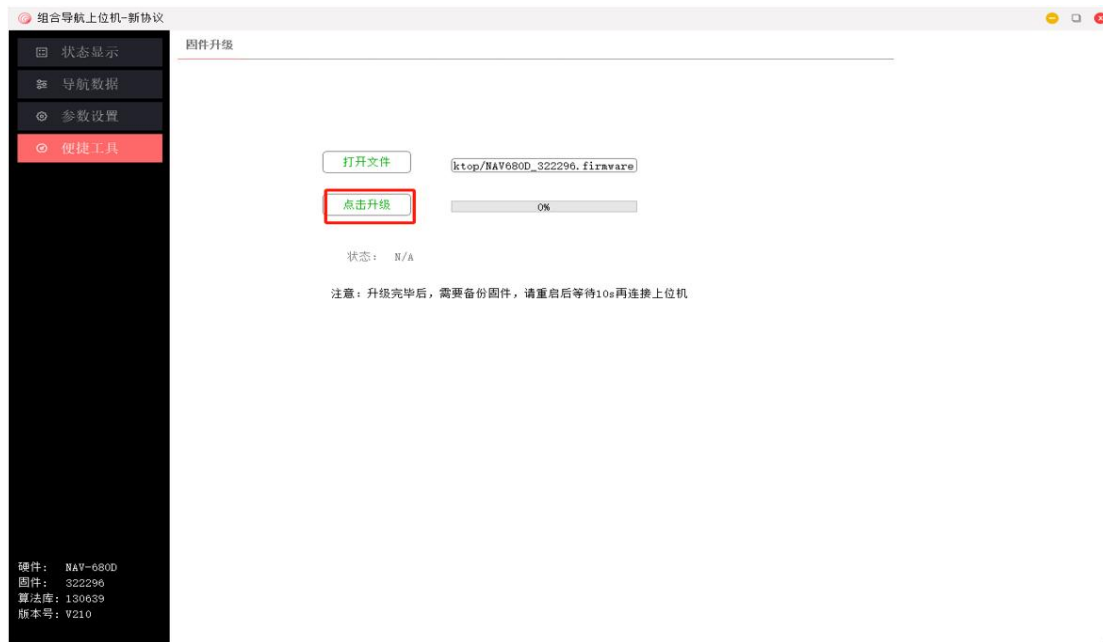 组合导航上位机-新协议
状态显示
导航数据
参数设置
便捷工具
固件升级
打开文件
ktop/NAV680D_322296.firmware
点击升级
0%
状态： N/A
注意：升级完毕后，需要备份固件，请重启后等待10s再连接上位机
硬件： NAV-680D
固件： 322296
算法库：130639
版本号：V210